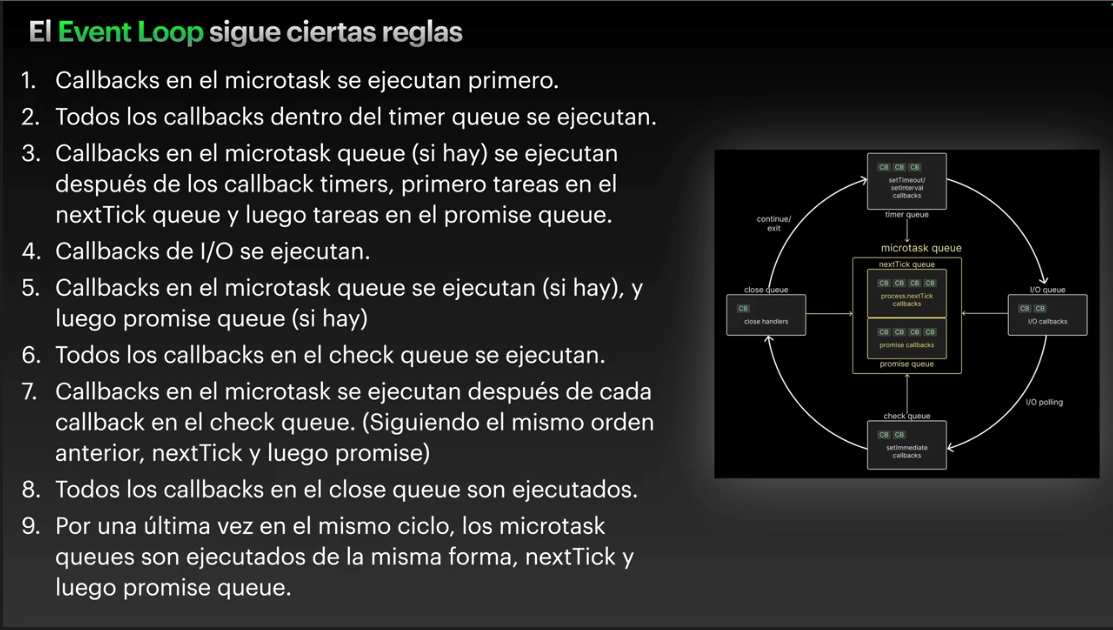 El Event Loop sigue ciertas reglas
1. Callbacks en el microtask se ejecutan primero.
2. Todos los callbacks dentro del timer queue se ejecutan.
3. Callbacks en el microtask queue (si hay) se ejecutan
después de los callback timers, primero tareas en el
nextTick queue y luego tareas en el promise queue.
4. Callbacks de I/O se ejecutan.
5. Callbacks en el microtask queue se ejecutan (si hay), y
luego promise queue (si hay)
6. Todos los callbacks en el check queue se ejecutan.
7. Callbacks en el microtask se ejecutan después de cada
callback en el check queue. (Siguiendo el mismo orden
anterior, nextTick y luego promise)
8. Todos los callbacks en el close queue son ejecutados.
9. Por una última vez en el mismo ciclo, los microtask
queues son ejecutados de la misma forma, nextTick y
luego promise queue.
CB CB CB
setTimeout/
setInterval
callbacks
timer queue
continue/
exit
microtask queue
nextTick queue
CB CB CB CB
process.nextTick
callbacks
CB CB CB CB
promise callbacks
promise queue
close queue
CB
close handlers
I/O queue
CB CB
I/O callbacks
I/O polling
check queue
CB CB
setImmediate
callbacks